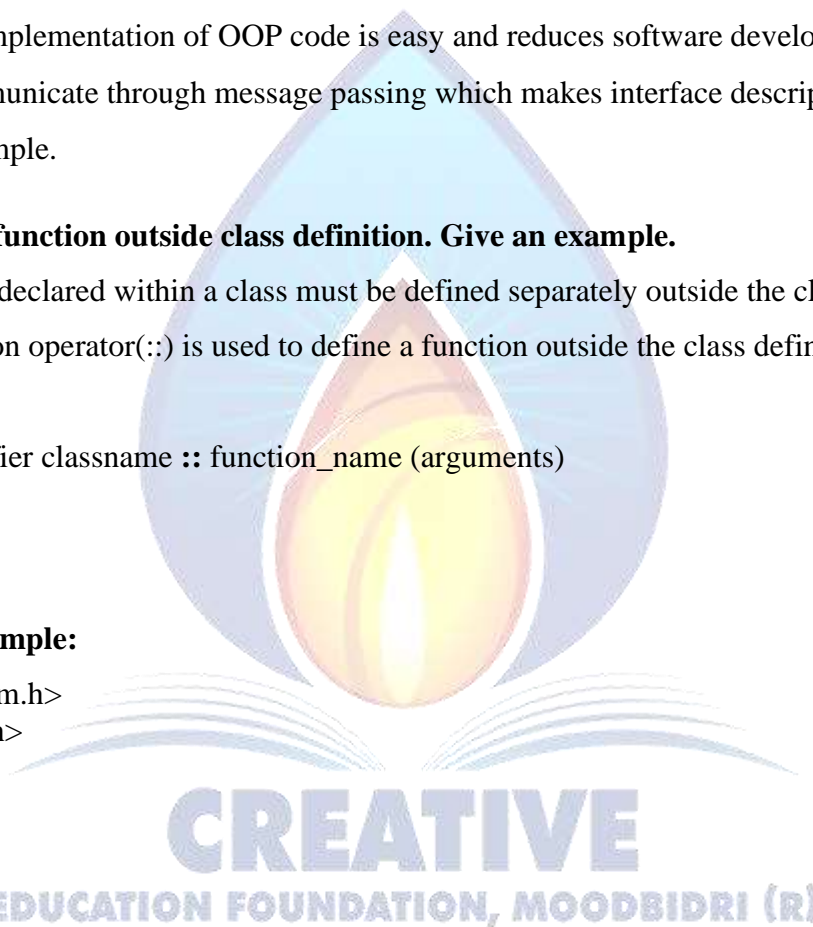 mplementation of OOP code is easy and reduces software develo
unicate through message passing which makes interface descrip
mple.
function outside class definition. Give an example.
declared within a class must be defined separately outside the cl
on operator(::) is used to define a function outside the class defin
ier classname :: function_name (arguments)
mple:
m.h>
>
CREATIVE
EDUCATION FOUNDATION, MOODBIDRI (R)